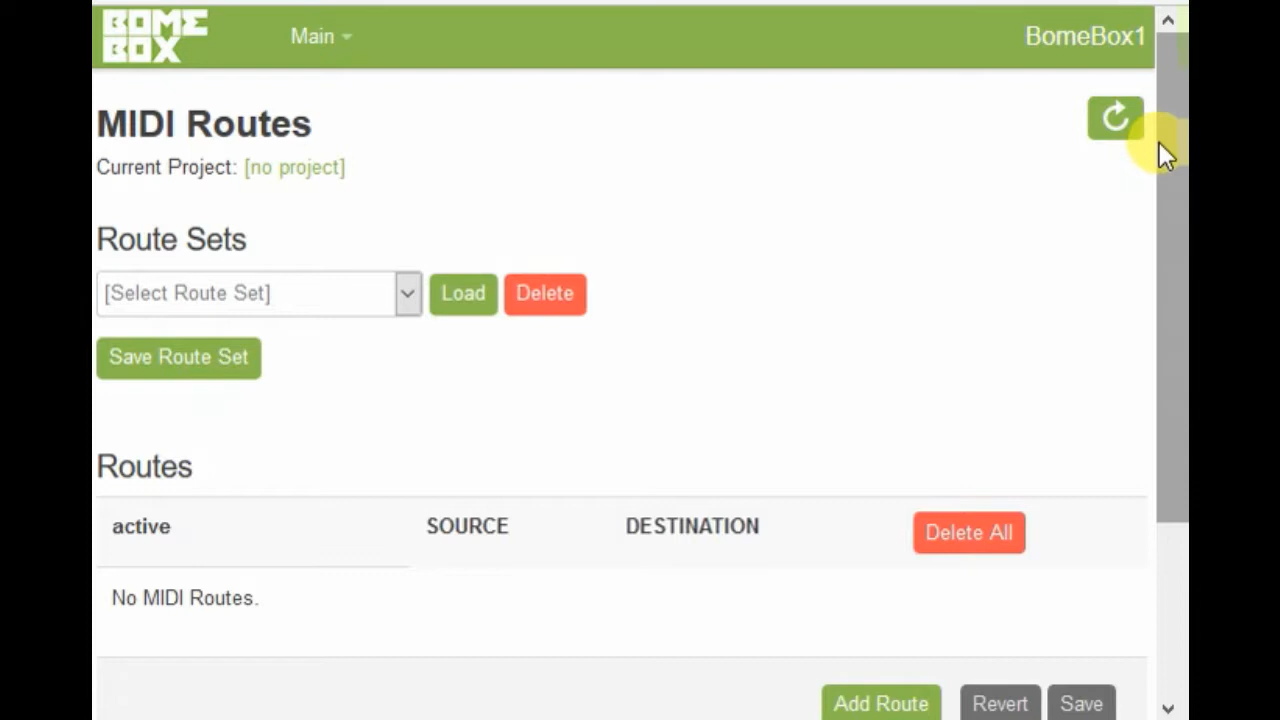 BOME BOX
Main
BomeBox1
MIDI Routes
Current Project: [no project]
Route Sets
[Select Route Set]
Load
Delete
Save Route Set
Routes
active SOURCE DESTINATION Delete All
No MIDI Routes.
Add Route Revert Save